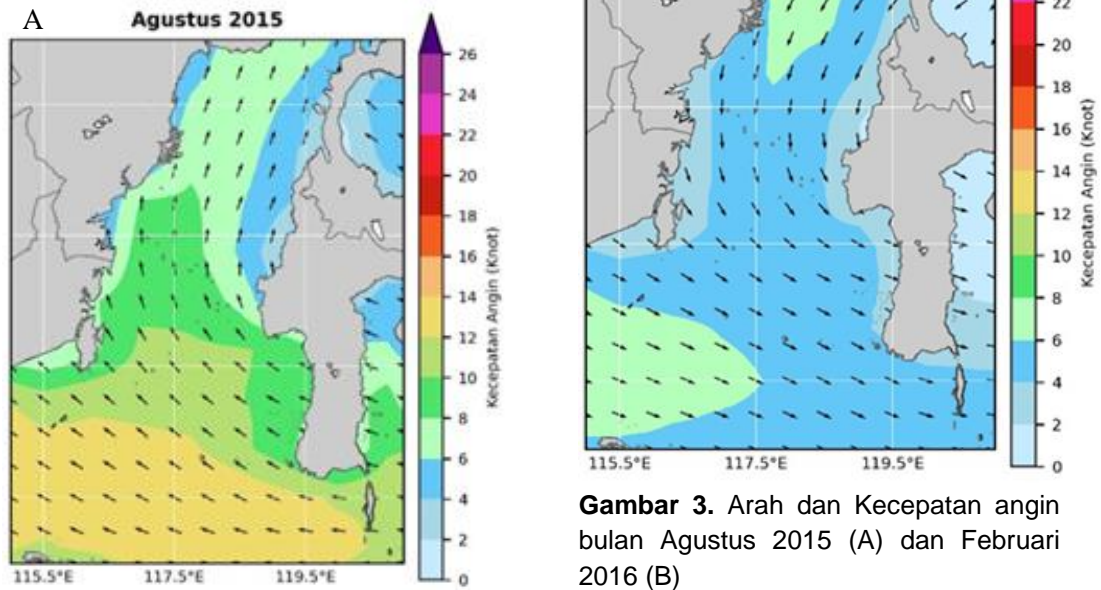 A
Agustus 2015
26
24
22
20
18
16
14
12
10
8
6
4
2
0
Kecepatan Angin (Knot)
115.5°E 117.5°E 119.5°E
22
20
18
16
14
12
10
8
6
4
2
0
Kecepatan Angin (Knot)
115.5°E 117.5°E 119.5°E
Gambar 3. Arah dan Kecepatan angin
bulan Agustus 2015 (A) dan Februari
2016 (B)